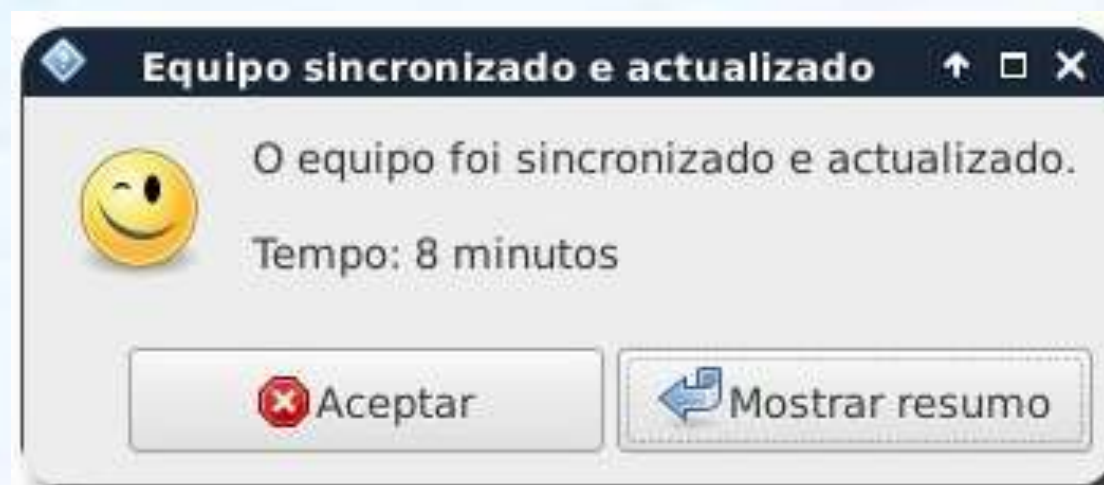 Equipo sincronizado e actualizado
O equipo foi sincronizado e actualizado.
Tempo: 8 minutos
Aceptar
Mostrar resumo